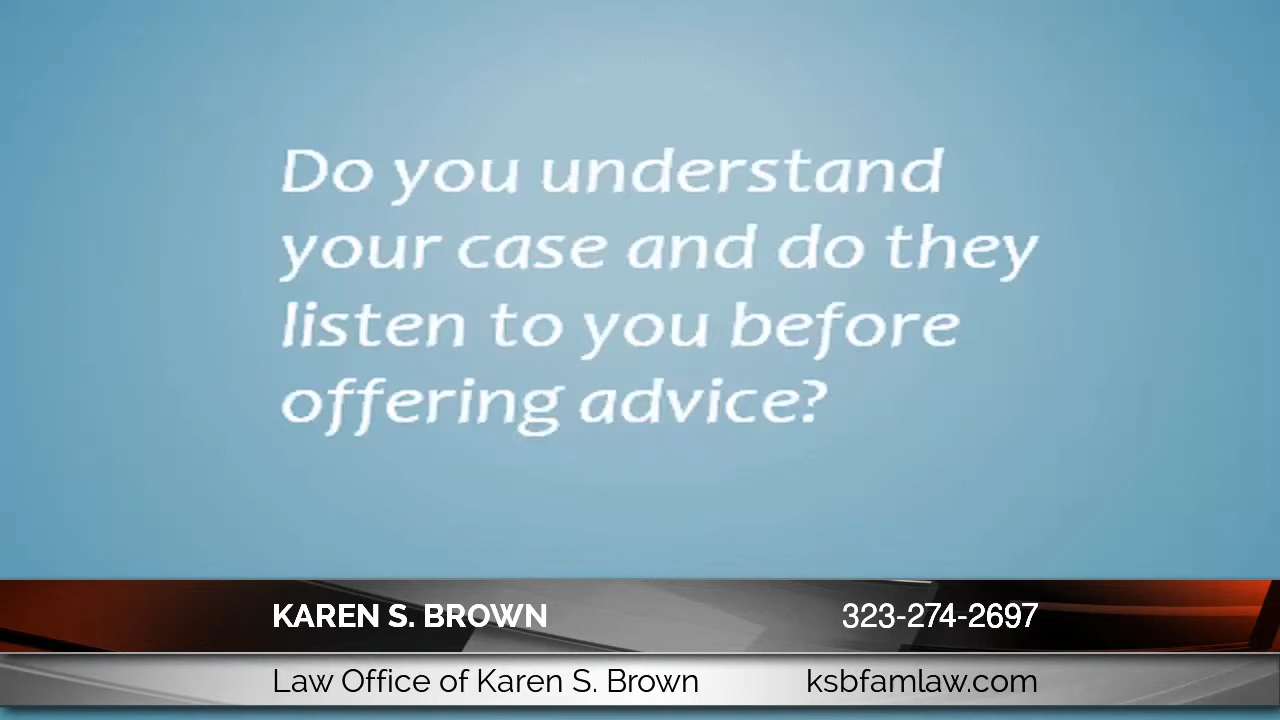 Do you understand
your case and do they
listen to you before
offering advice?
KAREN S. BROWN 323-274-2697
Law Office of Karen S. Brown ksbfamlaw.com